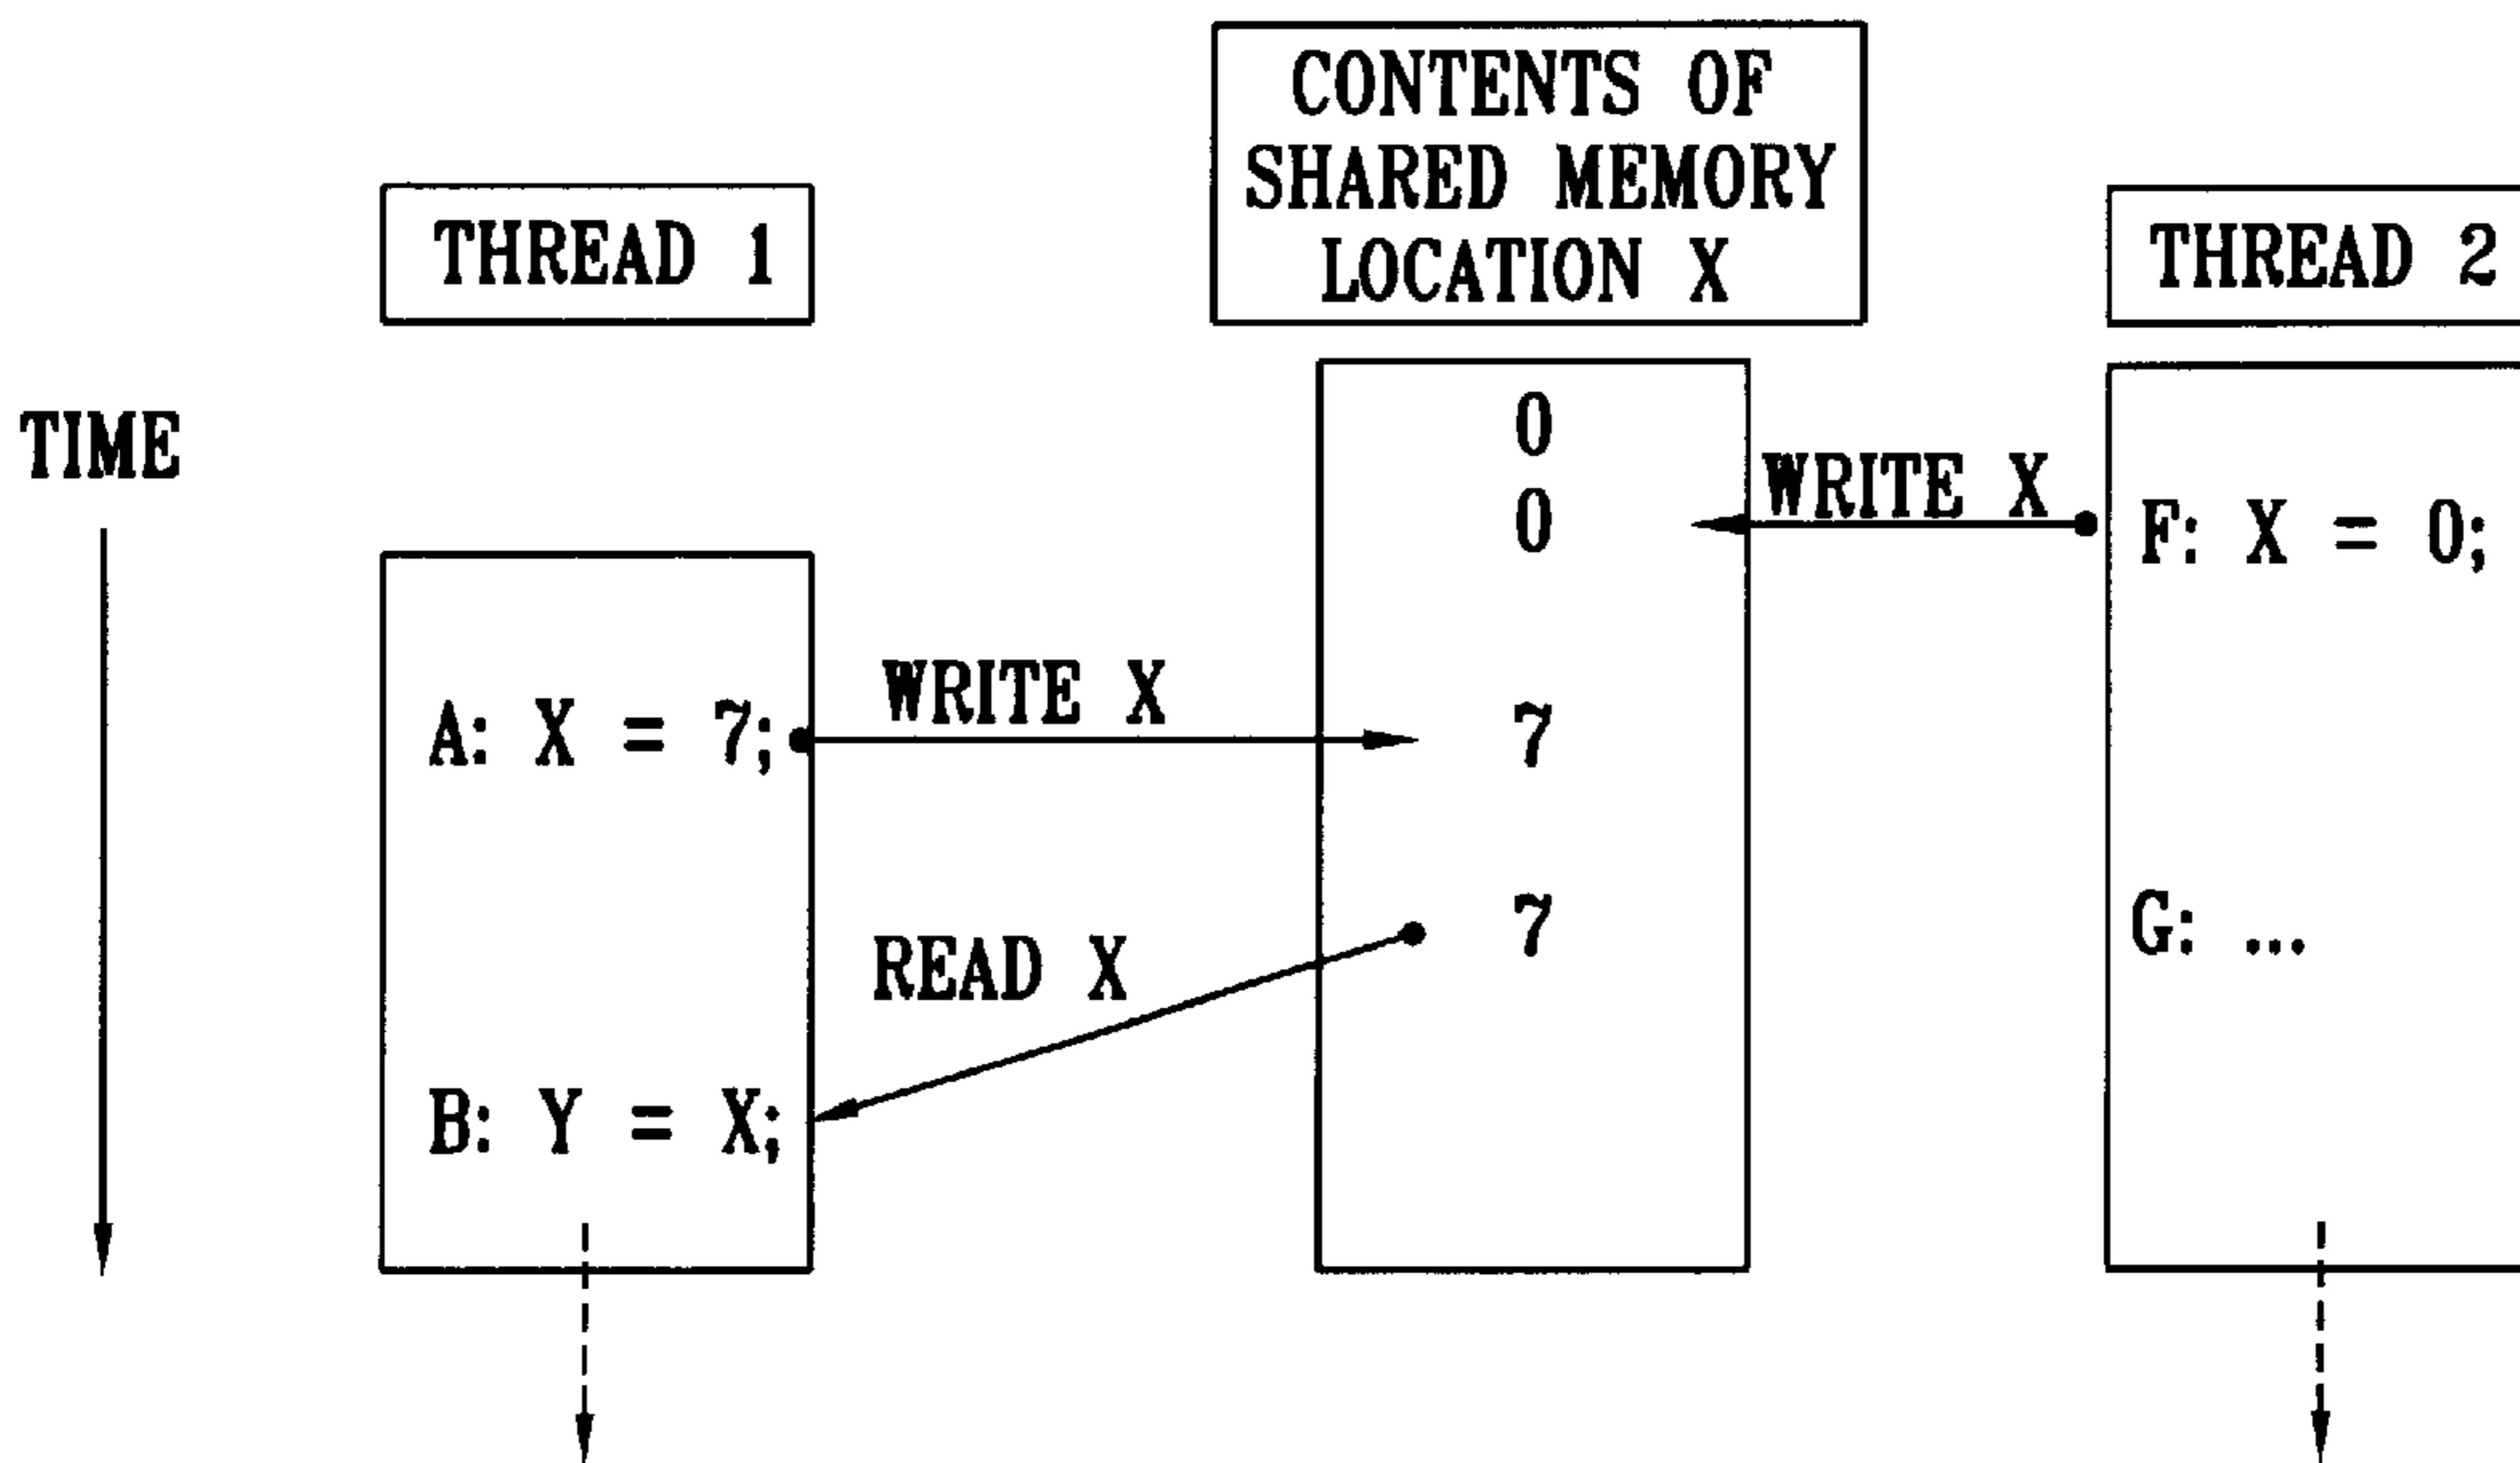 CONTENTS OF
SHARED MEMORY
LOCATION X
THREAD 1
THREAD 2
TIME
0
0
WRITE X
F: X = 0;
A: X = 7;
WRITE X
7
READ X
7
G: ...
B: Y = X;